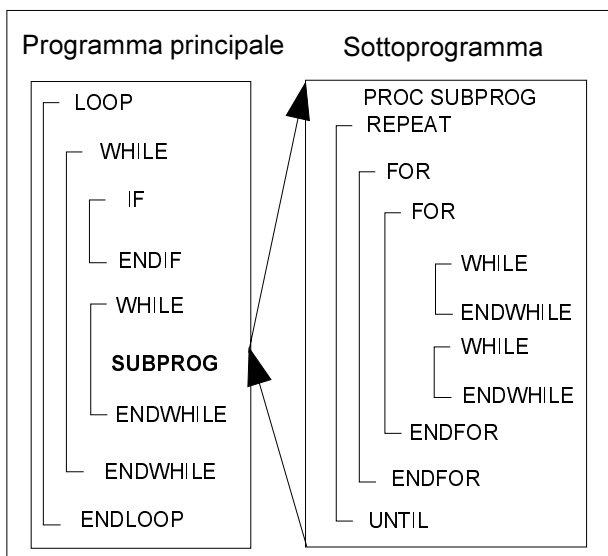 Programma principale
LOOP
WHILE
IF
ENDIF
WHILE
SUBPROG
ENDWHILE
ENDWHILE
ENDLOOP
Sottoprogramma
PROC SUBPROG
REPEAT
FOR
FOR
WHILE
ENDWHILE
WHILE
ENDWHILE
ENDFOR
ENDFOR
UNTIL